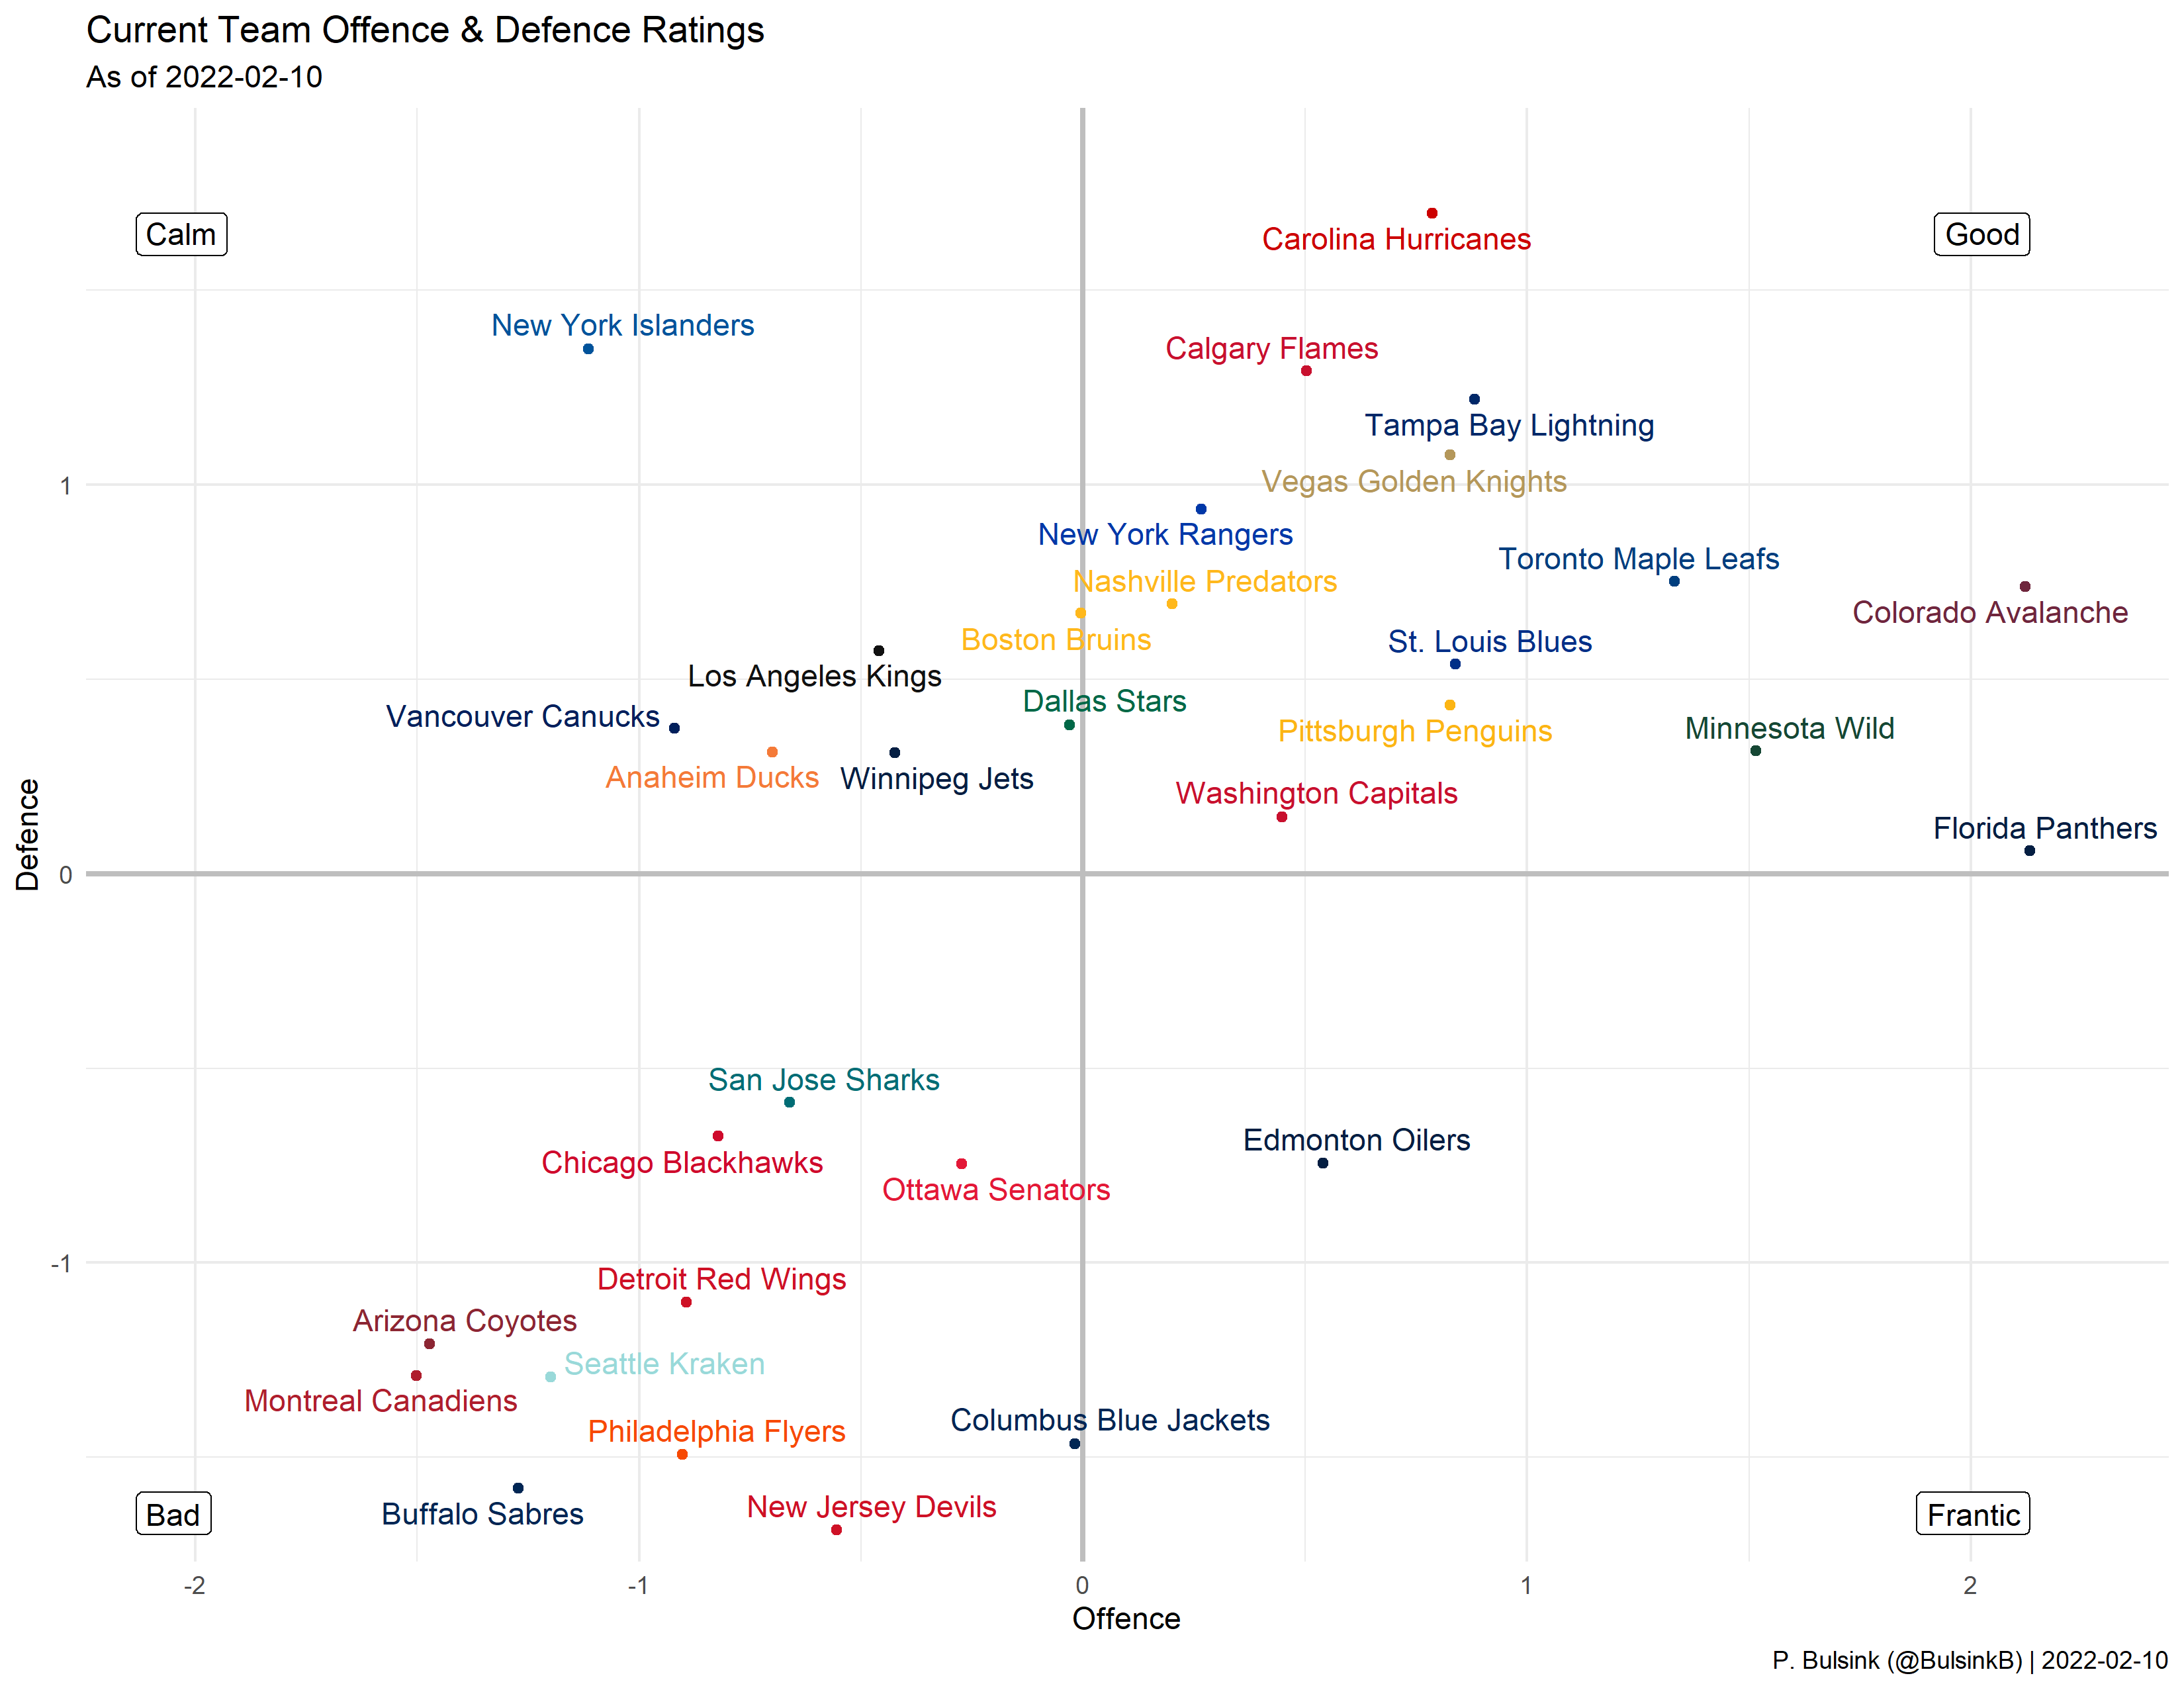 Current Team Offence & Defence Ratings
As of 2022-02-10
Calm
Good
Carolina Hurricanes
New York Islanders
Calgary Flames
Tampa Bay Lightning
1
Vegas Golden Knights
New York Rangers
Toronto Maple Leafs
Nashville Predators
Colorado Avalanche
Boston Bruins
St. Louis Blues
Los Angeles Kings
Dallas Stars
Vancouver Canucks
Pittsburgh Penguins
Minnesota Wild
Anaheim Ducks
Winnipeg Jets
Washington Capitals
Florida Panthers
Defence
0
San Jose Sharks
Edmonton Oilers
Chicago Blackhawks
Ottawa Senators
-1
Detroit Red Wings
Arizona Coyotes
Seattle Kraken
Montreal Canadiens
Columbus Blue Jackets
Philadelphia Flyers
New Jersey Devils
Buffalo Sabres
Bad
Frantic
-2
-1
0
1
2
Offence
P. Bulsink (@BulsinkB) | 2022-02-10